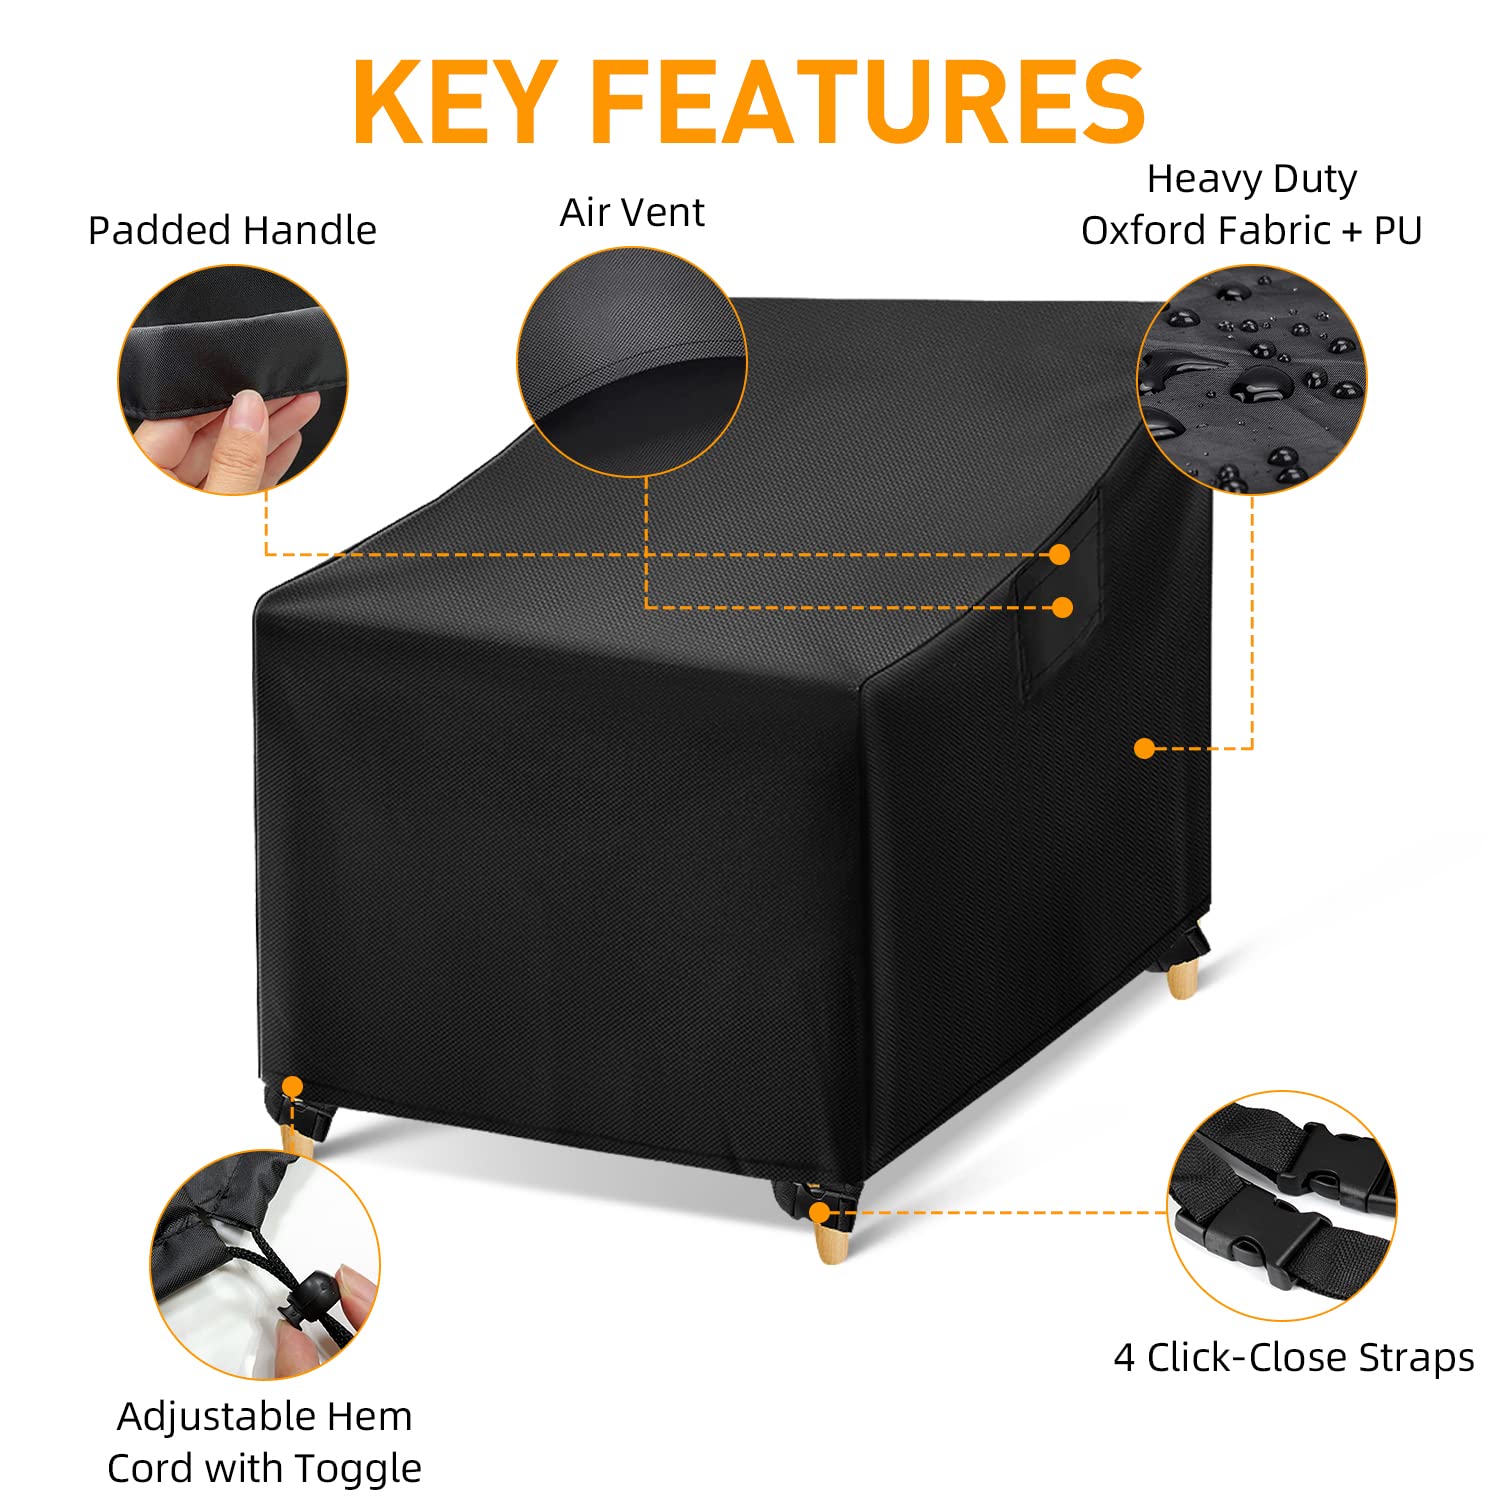 KEY FEATURES
Padded Handle
Air Vent
Heavy Duty
Oxford Fabric + PU
Adjustable Hem
Cord with Toggle
4 Click-Close Straps